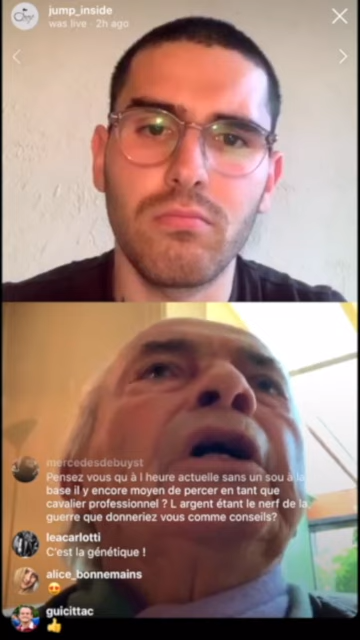 jump_inside
was live · 2h ago
mercedesdebuyst
Pensez vous qu à l heure actuelle sans un sou à la
base il y encore moyen de percer en tant que
cavalier professionnel ? L argent étant le nerf de la
guerre que donneriez vous comme conseils?
leacarlotti
C'est la génétique !
alice_bonnemains
😍
guicittac
👍